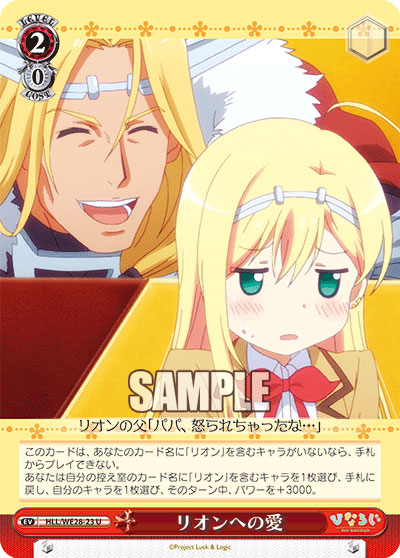 LEVEL
2
0
COST
SAMPLE
リオンの父「パパ、怒られちゃったな…」
このカードは、あなたのカード名に「リオン」を含むキャラがいないなら、手
札からプレイできない。
あなたは自分の控え室のカード名に「リオン」を含むキャラを1枚選び、手札に
戻し、自分のキャラを1枚選び、そのターン中、パワーを+3000。
EV HLL/WE28-23 U
リオンへの愛
ひなろじ
©Project Luck & Logic